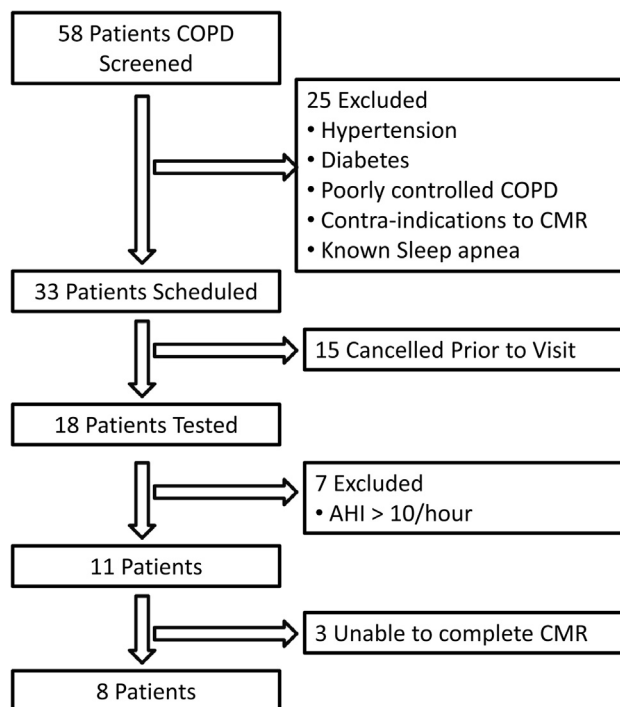 58 Patients COPD
Screened
25 Excluded
• Hypertension
• Diabetes
• Poorly controlled COPD
• Contra-indications to CMR
• Known Sleep apnea
33 Patients Scheduled
15 Cancelled Prior to Visit
18 Patients Tested
7 Excluded
• AHI > 10/hour
11 Patients
3 Unable to complete CMR
8 Patients